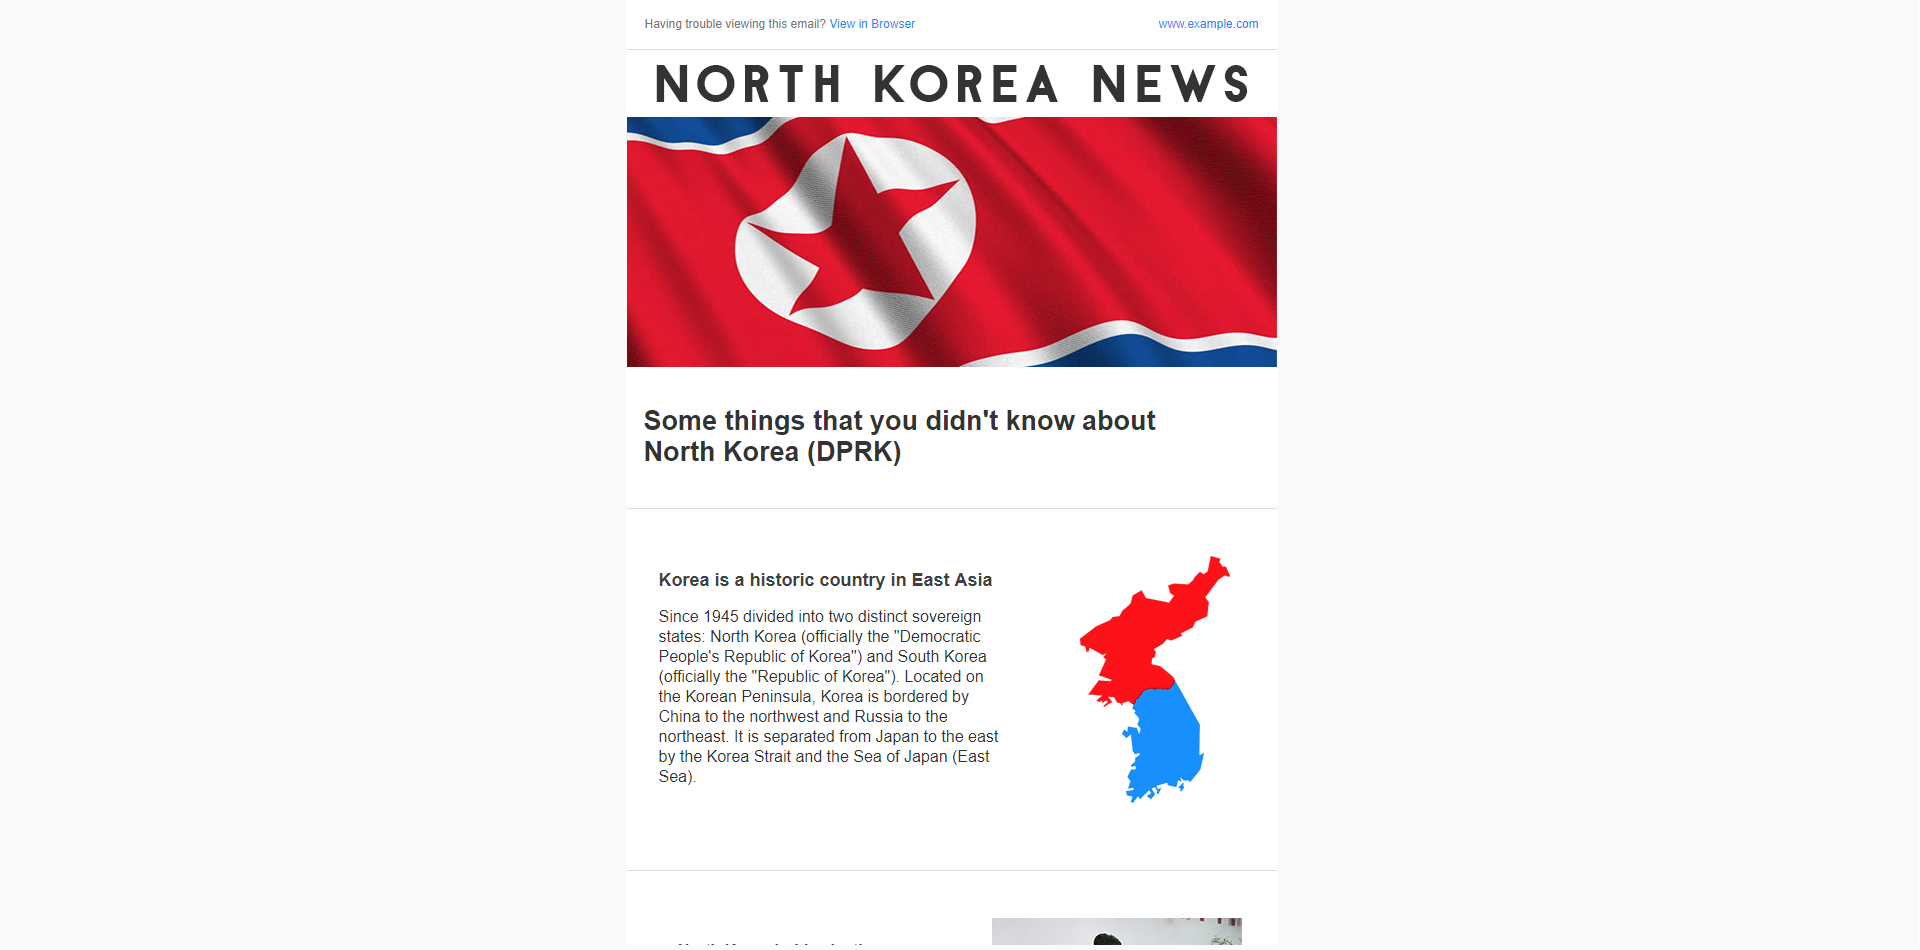 Having trouble viewing this email? View in Browser
www.example.com
NORTH KOREA NEWS
Some things that you didn't know about
North Korea (DPRK)
Korea is a historic country in East Asia
Since 1945 divided into two distinct sovereign
states: North Korea (officially the "Democratic
People's Republic of Korea") and South Korea
(officially the "Republic of Korea"). Located on
the Korean Peninsula, Korea is bordered by
China to the northwest and Russia to the
northeast. It is separated from Japan to the east
by the Korea Strait and the Sea of Japan (East
Sea).